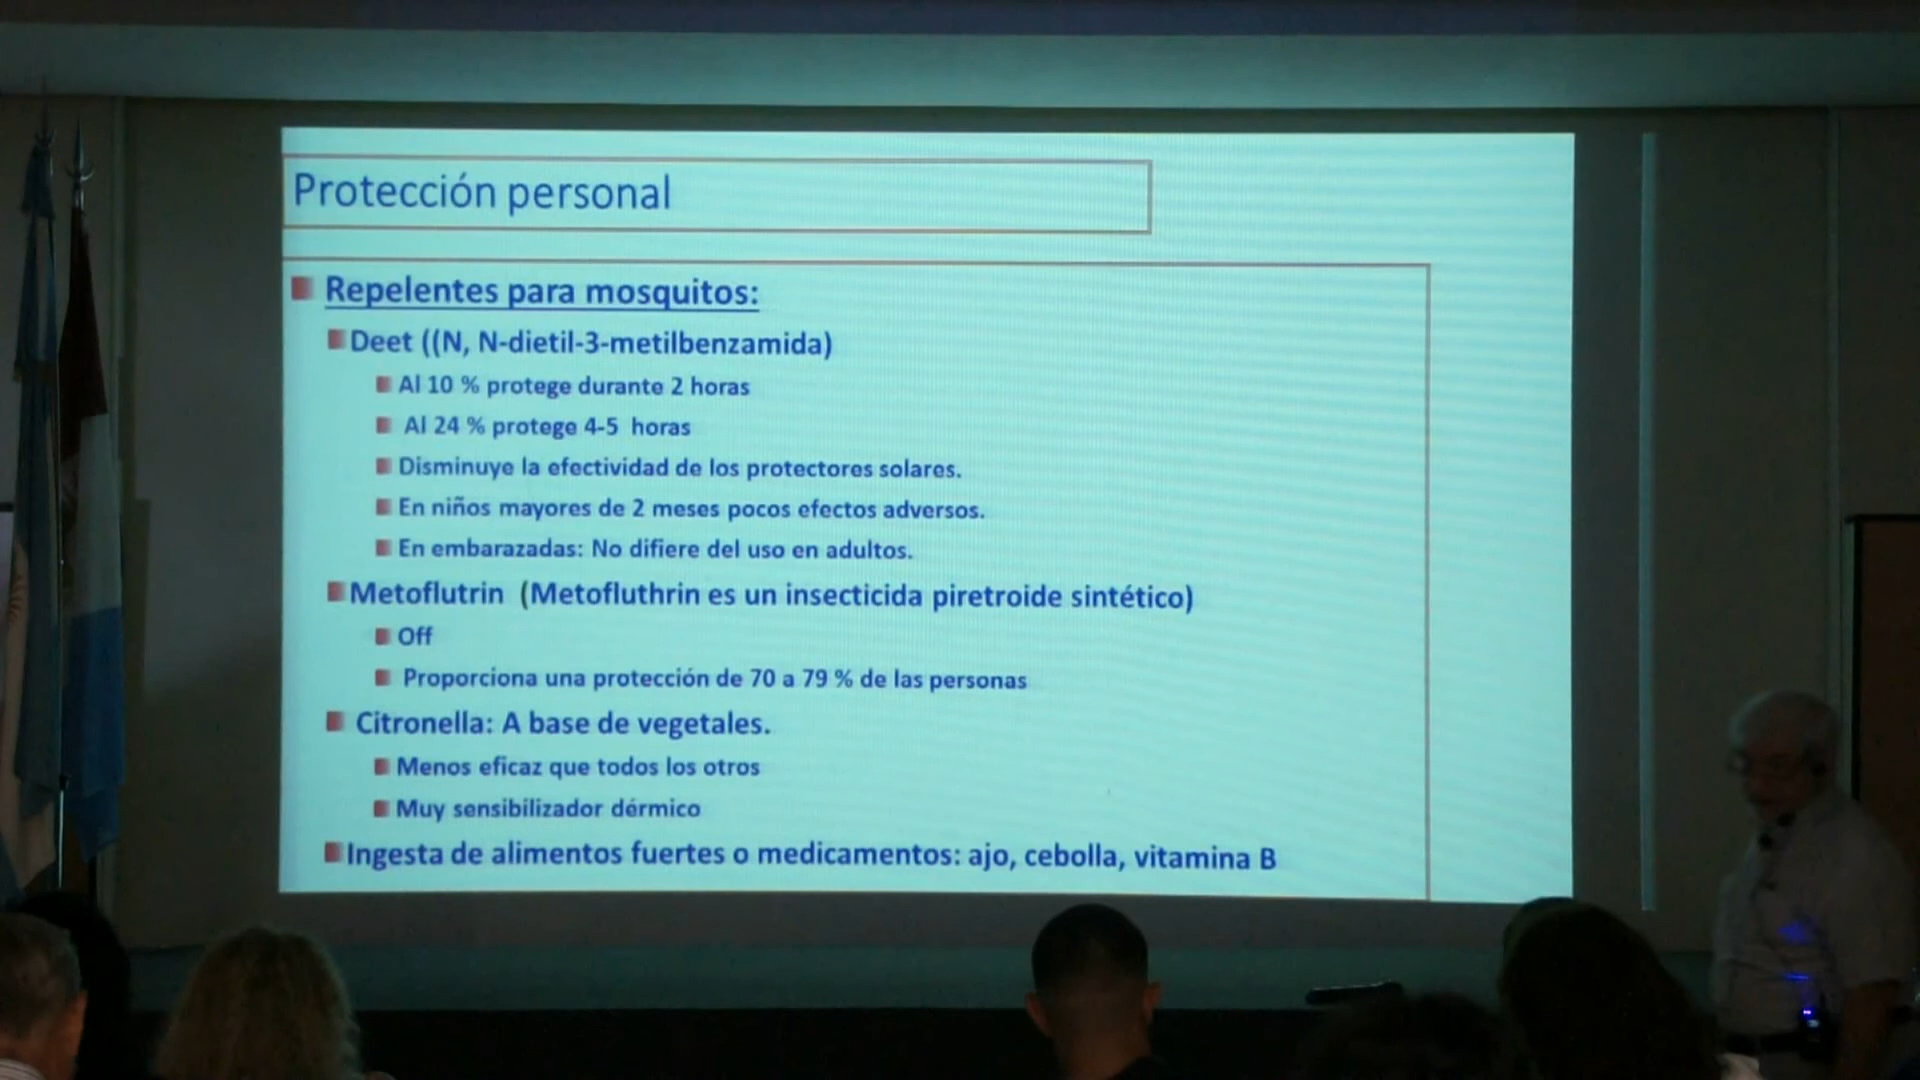 Protección personal
Repelentes para mosquitos:
Deet ((N, N-dietil-3-metilbenzamida)
Al 10 % protege durante 2 horas
Al 24 % protege 4-5 horas
Disminuye la efectividad de los protectores solares.
En niños mayores de 2 meses pocos efectos adversos.
En embarazadas: No difiere del uso en adultos.
Metoflutrin (Metofluthrin es un insecticida piretroide sintético)
Off
Proporciona una protección de 70 a 79 % de las personas
Citronella: A base de vegetales.
Menos eficaz que todos los otros
Muy sensibilizador dérmico
Ingesta de alimentos fuertes o medicamentos: ajo, cebolla, vitamina B